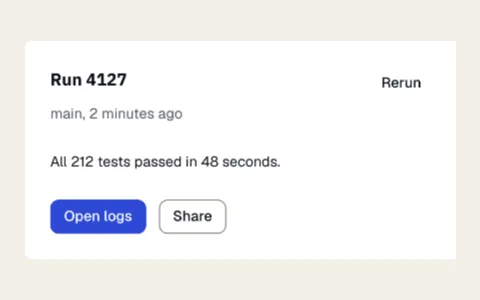 Run 4127
Rerun
main, 2 minutes ago
All 212 tests passed in 48 seconds.
Open logs
Share